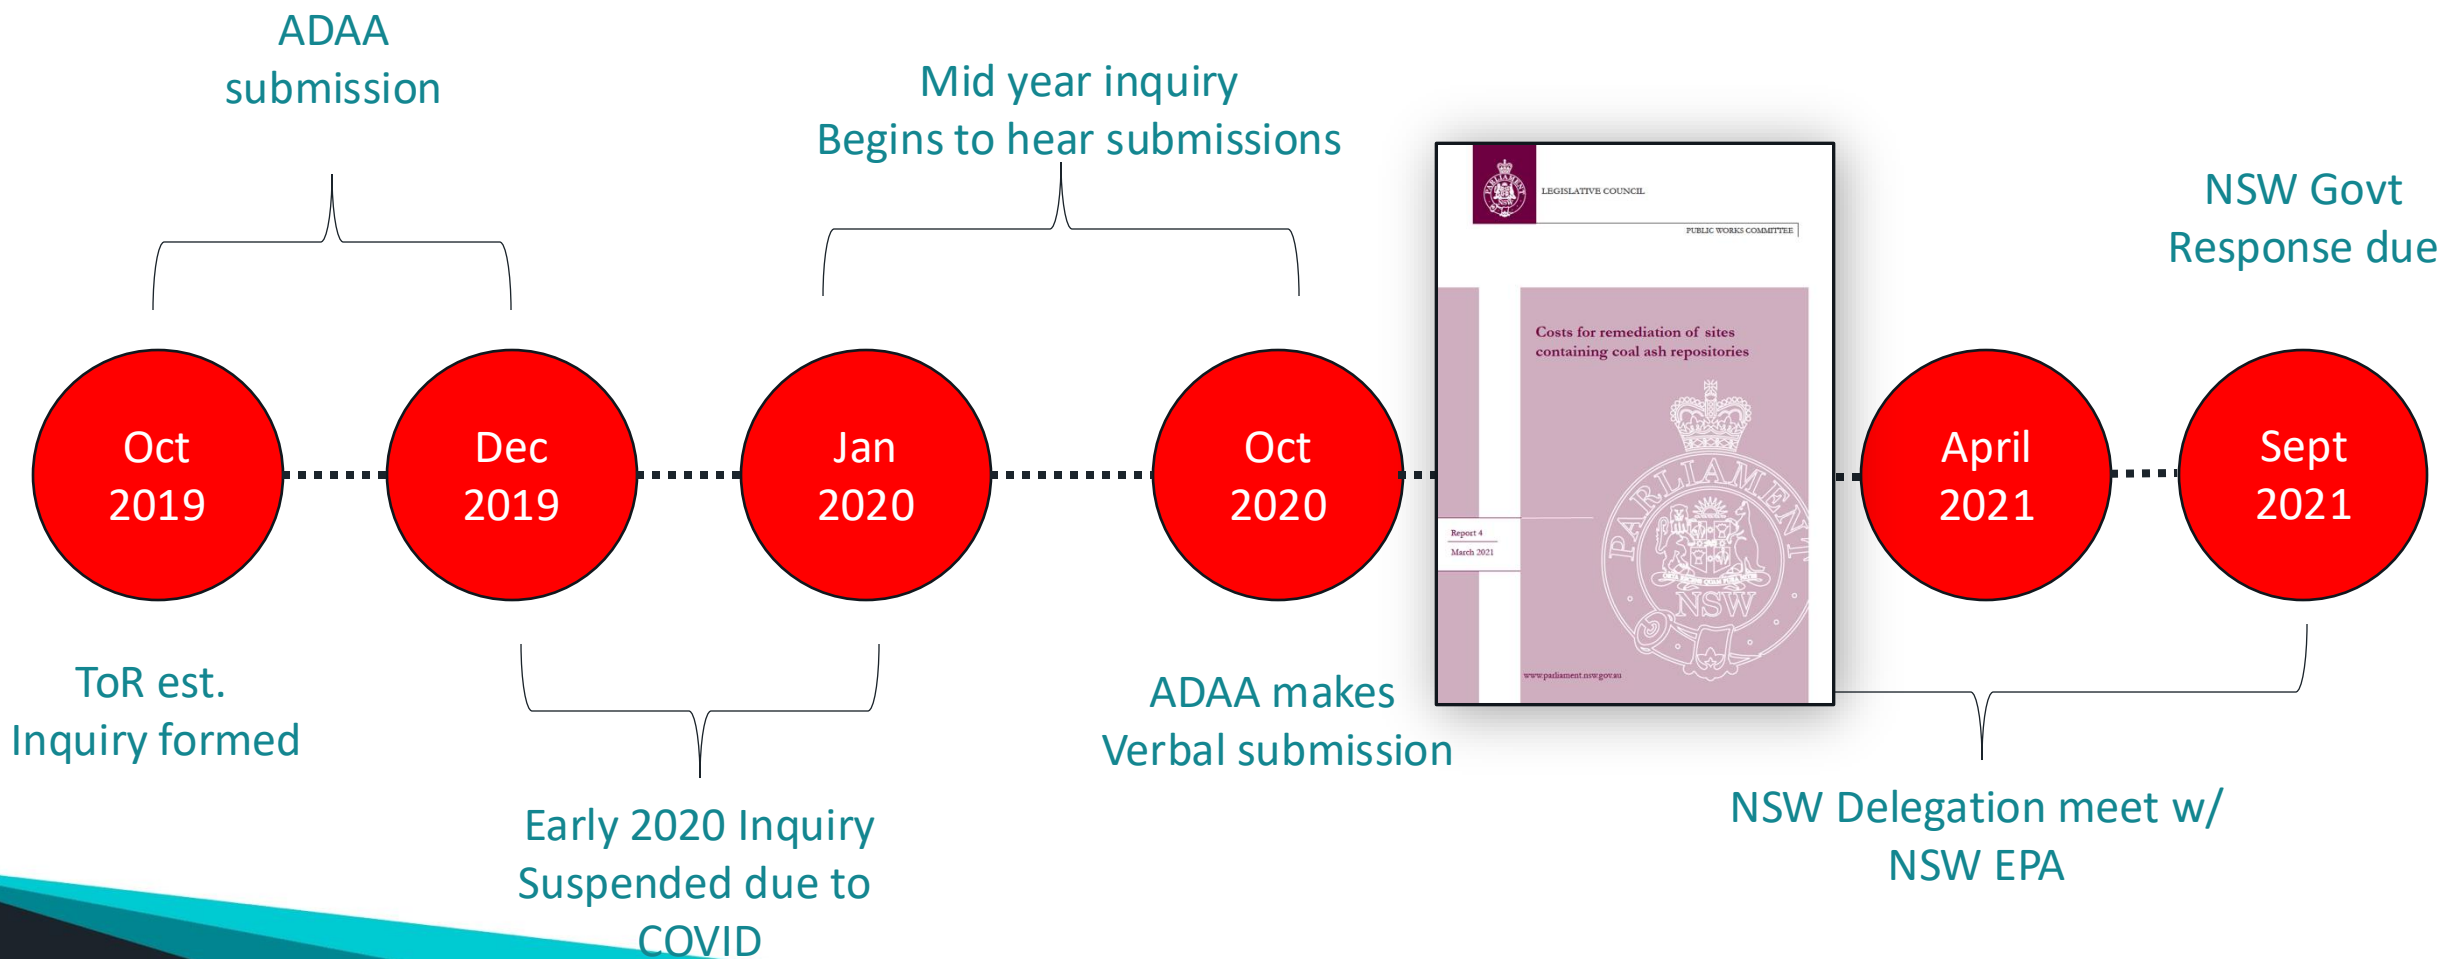 ADAA
submission
Mid year inquiry
Begins to hear submissions
NSW Govt
Response due
Oct
2019
Dec
2019
Jan
2020
Oct
2020
PARLIAMENT
NSW
LEGISLATIVE COUNCIL
PUBLIC WORKS COMMITTEE
Costs for remediation of sites
containing coal ash repositories
PARLIAMENT
NSW
Report 4
March 2021
www.parliament.nsw.gov.au
April
2021
Sept
2021
ToR est.
Inquiry formed
Early 2020 Inquiry
Suspended due to
COVID
ADAA makes
Verbal submission
NSW Delegation meet w/
NSW EPA